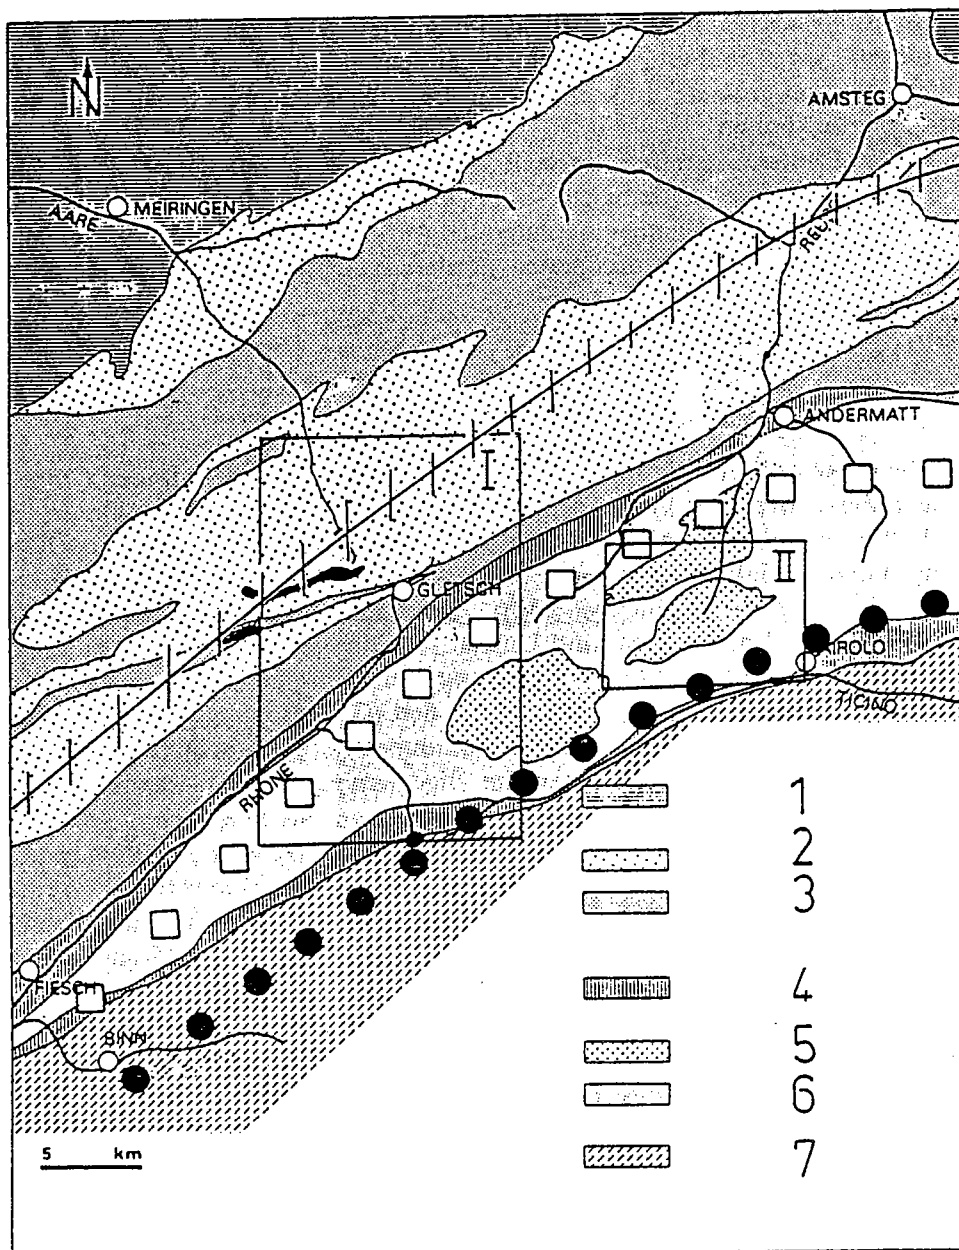 N
AMSTEG
MEIRINGEN
AARE
REU
ANDERMATT
I
II
GLETSCH
AIROLO
TICINO
RHONE
1
2
3
FIESCH
4
BINN
5
6
5 km
7